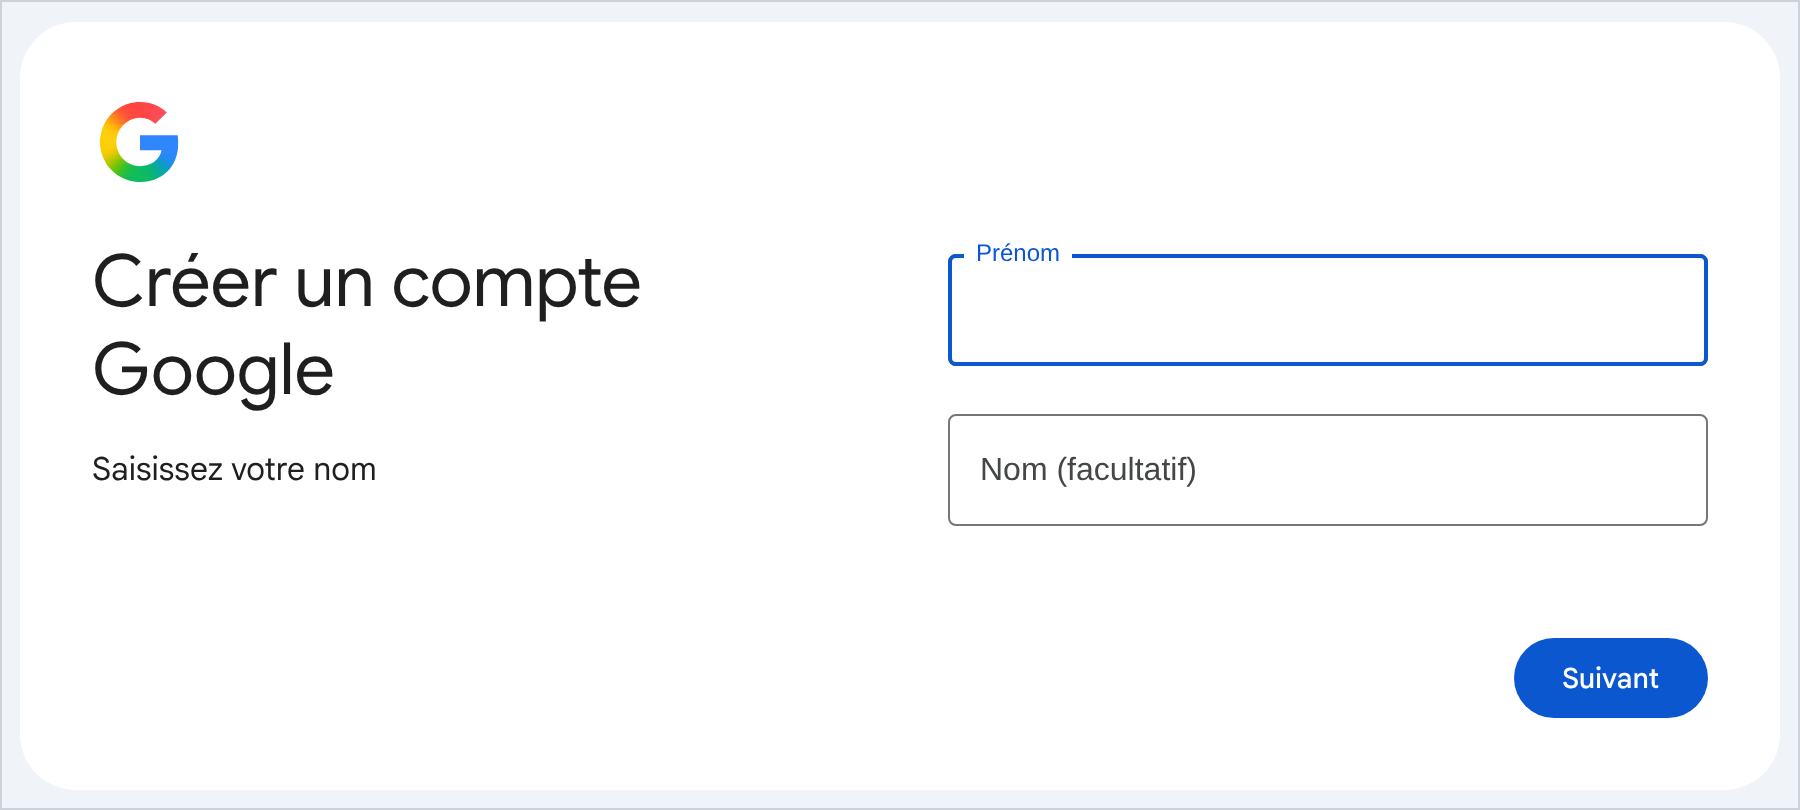 Créer un compte
Google
Saisissez votre nom
Prénom
Nom (facultatif)
Suivant